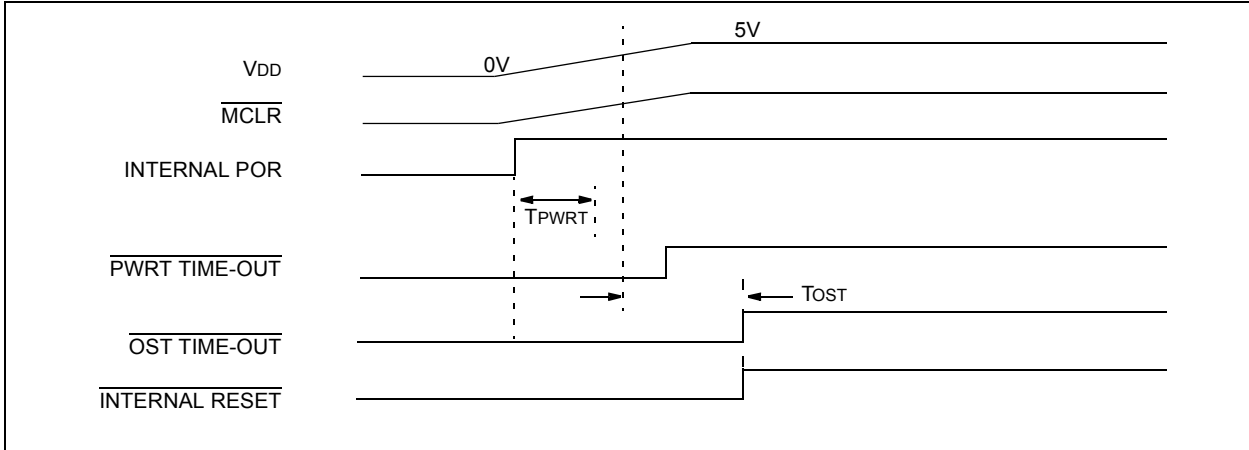 5V
0V
VDD
MCLR
INTERNAL POR
TPWRT
PWRT TIME-OUT
TOST
OST TIME-OUT
INTERNAL RESET